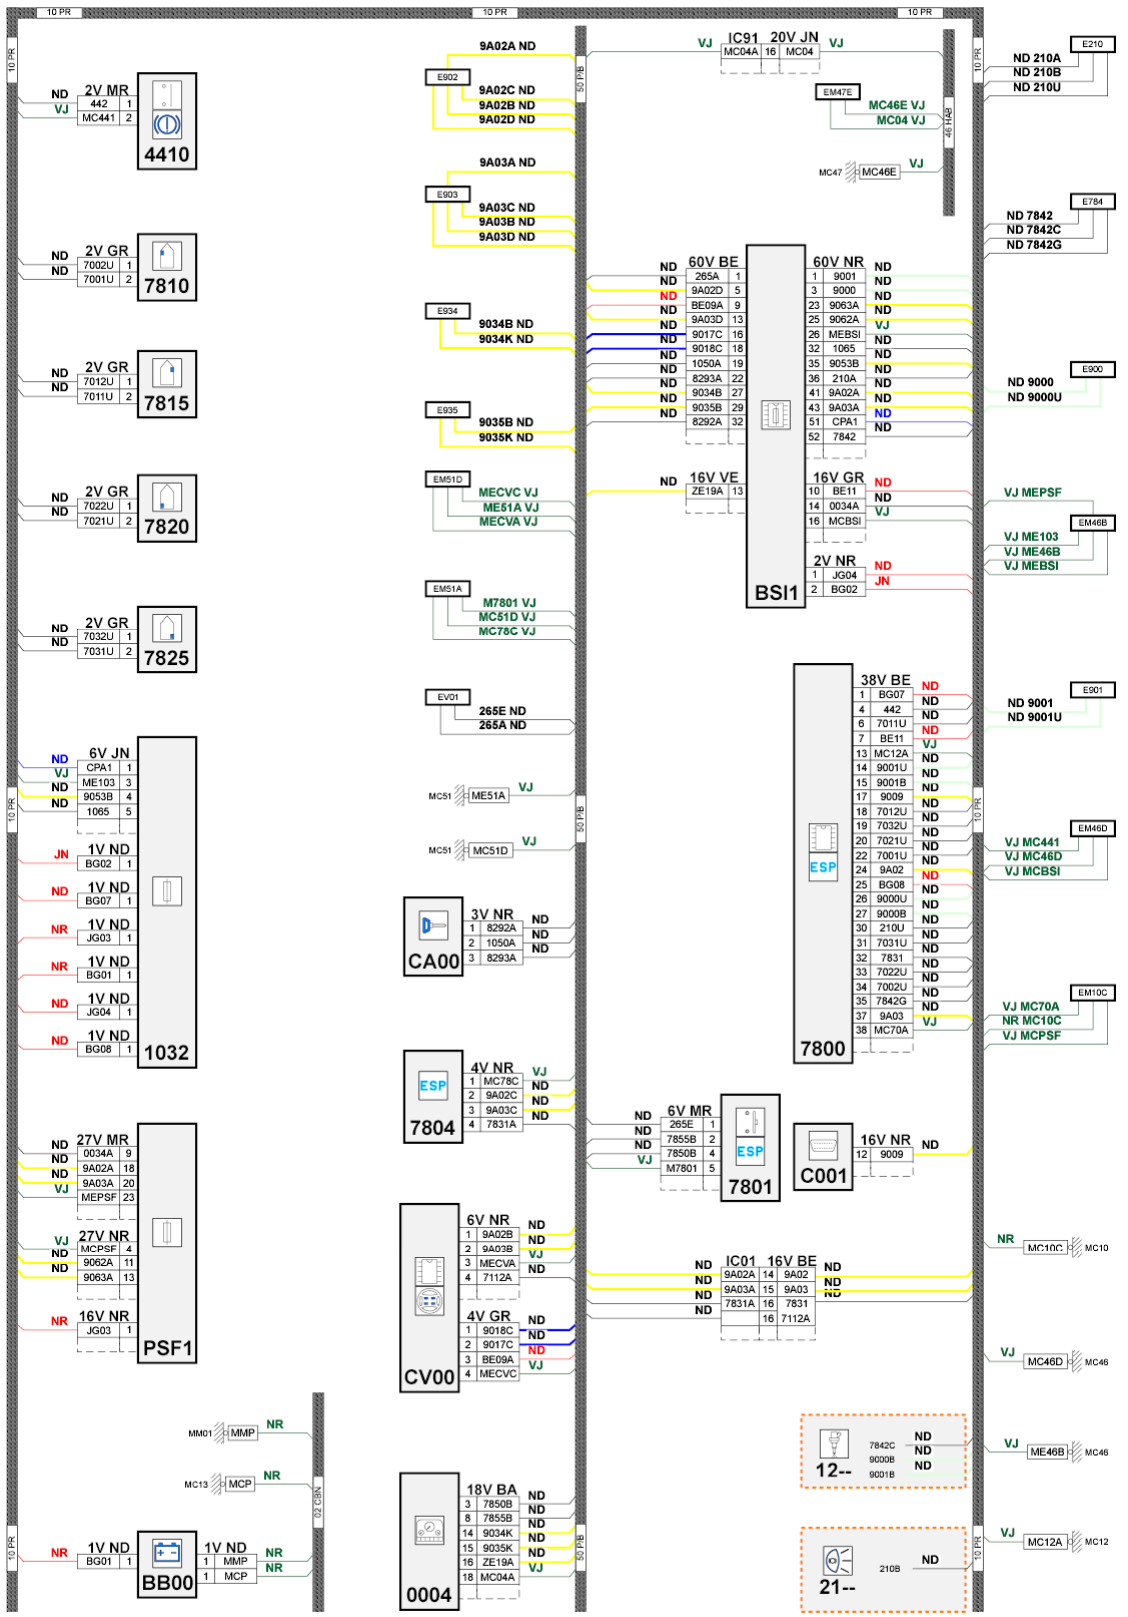 10 PR
10 PR
10 PR
10 PR
50 P/B
10 PR
2V MR
ND 442 1
VJ MC441 2
4410
2V GR
ND 7002U 1
ND 7001U 2
7810
2V GR
ND 7012U 1
ND 7011U 2
7815
2V GR
ND 7022U 1
ND 7021U 2
7820
2V GR
ND 7032U 1
ND 7031U 2
7825
6V JN
ND CPA1 1
VJ ME103 3
ND 9053B 4
ND 1065 5
10 PR
1V ND
JN BG02 1
1V ND
ND BG07 1
1V ND
NR JG03 1
1V ND
NR BG01 1
1V ND
ND JG04 1
1V ND
ND BG08 1
1032
27V MR
ND 0034A 9
ND 9A02A 18
ND 9A03A 20
VJ MEPSF 23
27V NR
VJ MCPSF 4
ND 9062A 11
ND 9063A 13
16V NR
NR JG03 1
PSF1
MM01 MMP NR
MC13 MCP NR
02 CBN
10 PR
1V ND
NR BG01 1
BB00
1V ND
1 MMP NR
1 MCP NR
9A02A ND
E902
9A02C ND
9A02B ND
9A02D ND
9A03A ND
E903
9A03C ND
9A03B ND
9A03D ND
E934
9034B ND
9034K ND
E935
9035B ND
9035K ND
EM51D
MECVC VJ
ME51A VJ
MECVA VJ
EM51A
M7801 VJ
MC51D VJ
MC78C VJ
EV01
265E ND
265A ND
MC51 ME51A VJ
50 P/B
MC51 MC51D VJ
3V NR
1 8292A ND
2 1050A ND
3 8293A ND
CA00
4V NR
1 MC78C VJ
2 9A02C ND
3 9A03C ND
4 7831A ND
ESP
7804
6V NR
1 9A02B ND
2 9A03B ND
3 MECVA VJ
4 7112A ND
4V GR
1 9018C ND
2 9017C ND
3 BE09A ND
4 MECVC VJ
CV00
18V BA
3 7850B ND
8 7855B ND
14 9034K ND
15 9035K ND
16 ZE19A ND
18 MC04A VJ
0004
50 P/B
IC91 20V JN
VJ MC04A 16 MC04 VJ
EM47E
MC46E VJ
MC04 VJ
46 HAB
MC47 MC46E VJ
60V BE
ND 265A 1
ND 9A02D 5
ND BE09A 9
ND 9A03D 13
ND 9017C 16
ND 9018C 18
ND 1050A 19
ND 8293A 22
ND 9034B 27
ND 9035B 29
ND 8292A 32
16V VE
ND ZE19A 13
60V NR
1 9001 ND
3 9000 ND
23 9063A ND
25 9062A ND
26 MEBSI VJ
32 1065 ND
35 9053B ND
36 210A ND
41 9A02A ND
43 9A03A ND
51 CPA1 ND
52 7842 ND
16V GR
10 BE11 ND
14 0034A ND
16 MCBSI VJ
2V NR
1 JG04 ND
2 BG02 JN
BSI1
38V BE
1 BG07 ND
4 442 ND
6 7011U ND
7 BE11 ND
13 MC12A VJ
14 9001U ND
15 9001B ND
17 9009 ND
18 7012U ND
19 7032U ND
20 7021U ND
22 7001U ND
24 9A02 ND
25 BG08 ND
26 9000U ND
27 9000B ND
30 210U ND
31 7031U ND
32 7831 ND
33 7022U ND
34 7002U ND
35 7842G ND
37 9A03 ND
38 MC70A VJ
ESP
7800
6V MR
ND 265E 1
ND 7855B 2
ND 7850B 4
VJ M7801 5
ESP
7801
16V NR
12 9009 ND
C001
IC01 16V BE
ND 9A02A 14 9A02 ND
ND 9A03A 15 9A03 ND
ND 7831A 16 7831 ND
ND 16 7112A
7842C ND
9000B ND
9001B ND
12--
210B ND
21--
E210
ND 210A
ND 210B
ND 210U
E784
ND 7842
ND 7842C
ND 7842G
E900
ND 9000
ND 9000U
VJ MEPSF
EM46B
VJ ME103
VJ ME46B
VJ MEBSI
E901
ND 9001
ND 9001U
10 PR
EM46D
VJ MC441
VJ MC46D
VJ MCBSI
EM10C
VJ MC70A
NR MC10C
VJ MCPSF
NR MC10C MC10
VJ MC46D MC46
VJ ME46B MC46
10 PR
VJ MC12A MC12